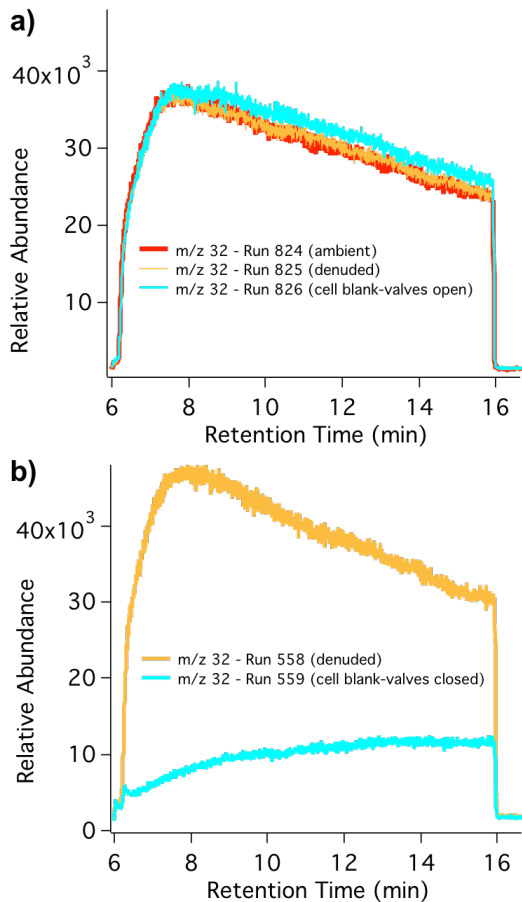 a)
40x10³
30
20
10
Relative Abundance
m/z 32 - Run 824 (ambient)
m/z 32 - Run 825 (denuded)
m/z 32 - Run 826 (cell blank-valves open)
6 8 10 12 14 16
Retention Time (min)
b)
40x10³
30
20
10
0
Relative Abundance
m/z 32 - Run 558 (denuded)
m/z 32 - Run 559 (cell blank-valves closed)
6 8 10 12 14 16
Retention Time (min)